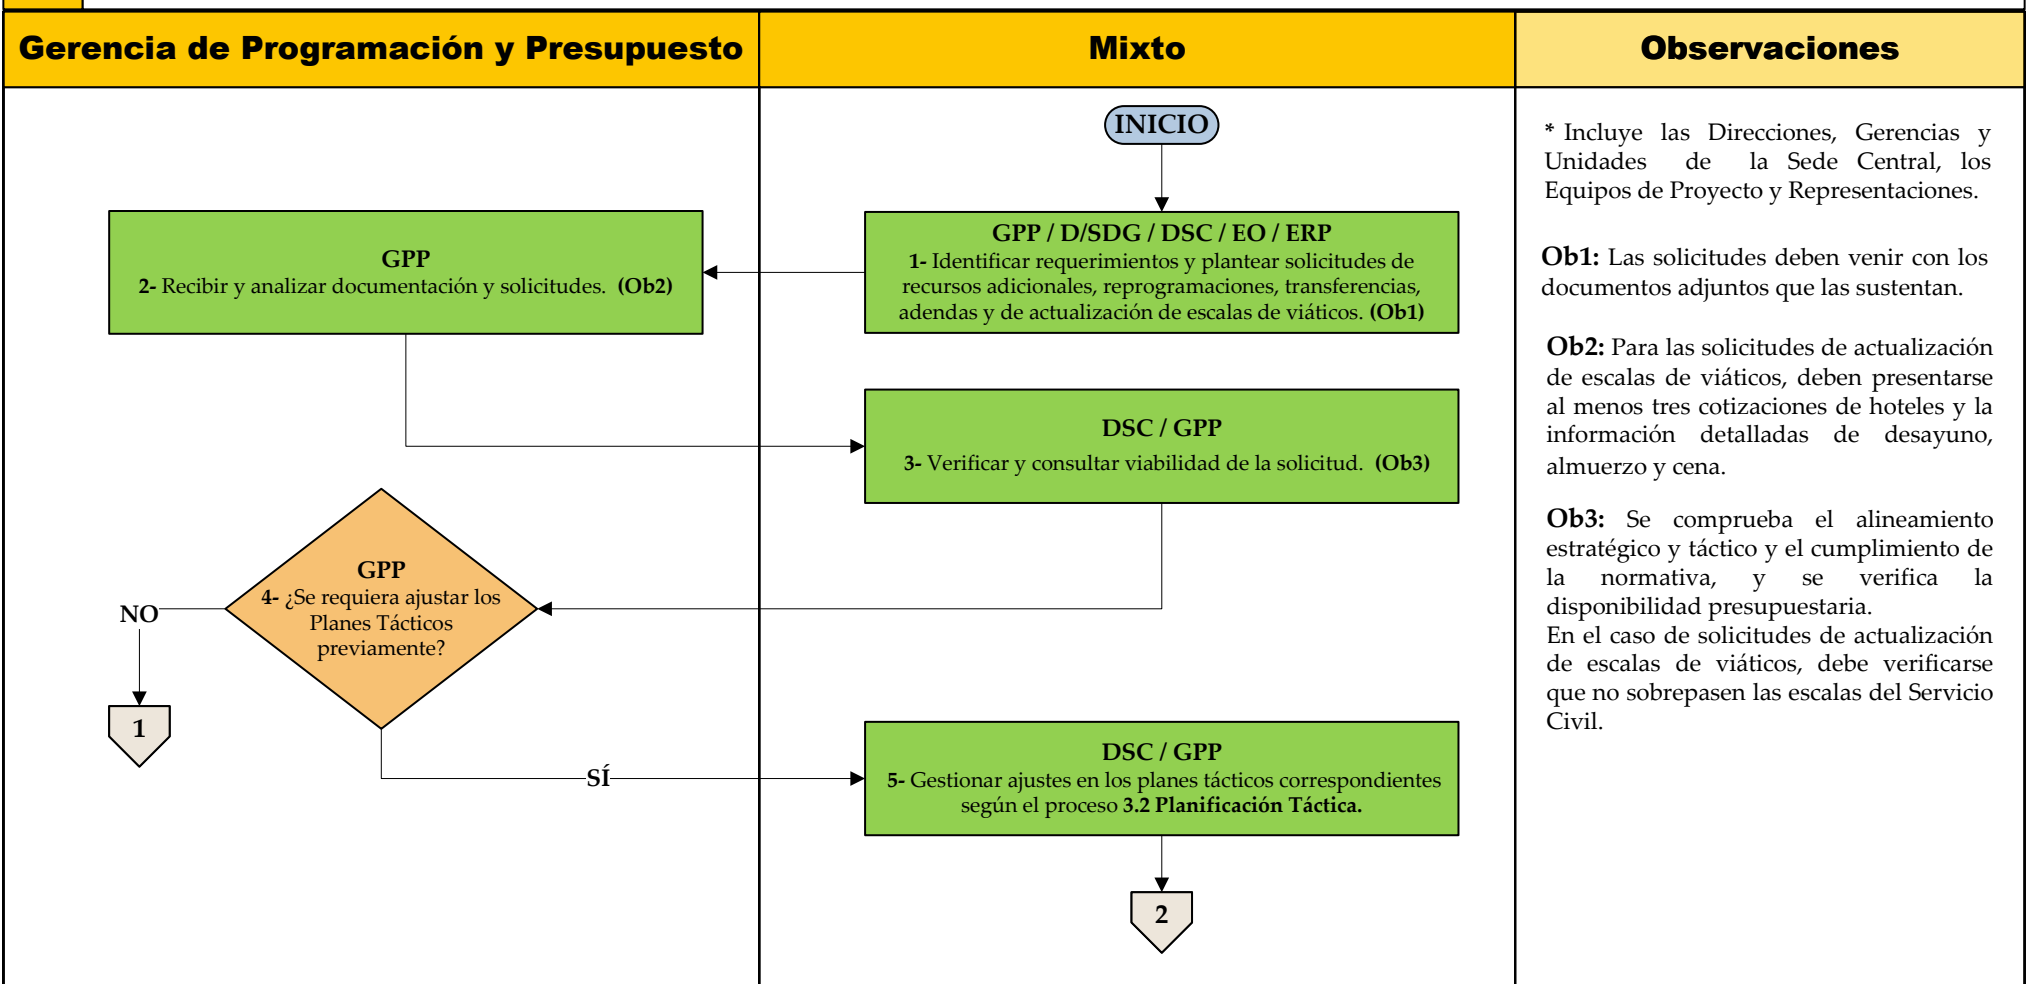 Gerencia de Programación y Presupuesto
Mixto
Observaciones
INICIO
GPP / D/SDG / DSC / EO / ERP
1- Identificar requerimientos y plantear solicitudes de
recursos adicionales, reprogramaciones, transferencias,
adendas y de actualización de escalas de viáticos. (Ob1)
GPP
2- Recibir y analizar documentación y solicitudes. (Ob2)
DSC / GPP
3- Verificar y consultar viabilidad de la solicitud. (Ob3)
GPP
4- ¿Se requiera ajustar los
Planes Tácticos
previamente?
NO
1
SÍ
DSC / GPP
5- Gestionar ajustes en los planes tácticos correspondientes
según el proceso 3.2 Planificación Táctica.
2
* Incluye las Direcciones, Gerencias y
Unidades de la Sede Central, los
Equipos de Proyecto y Representaciones.
Ob1: Las solicitudes deben venir con los
documentos adjuntos que las sustentan.
Ob2: Para las solicitudes de actualización
de escalas de viáticos, deben presentarse
al menos tres cotizaciones de hoteles y la
información detalladas de desayuno,
almuerzo y cena.
Ob3: Se comprueba el alineamiento
estratégico y táctico y el cumplimiento de
la normativa, y se verifica la
disponibilidad presupuestaria.
En el caso de solicitudes de actualización
de escalas de viáticos, debe verificarse
que no sobrepasen las escalas del Servicio
Civil.